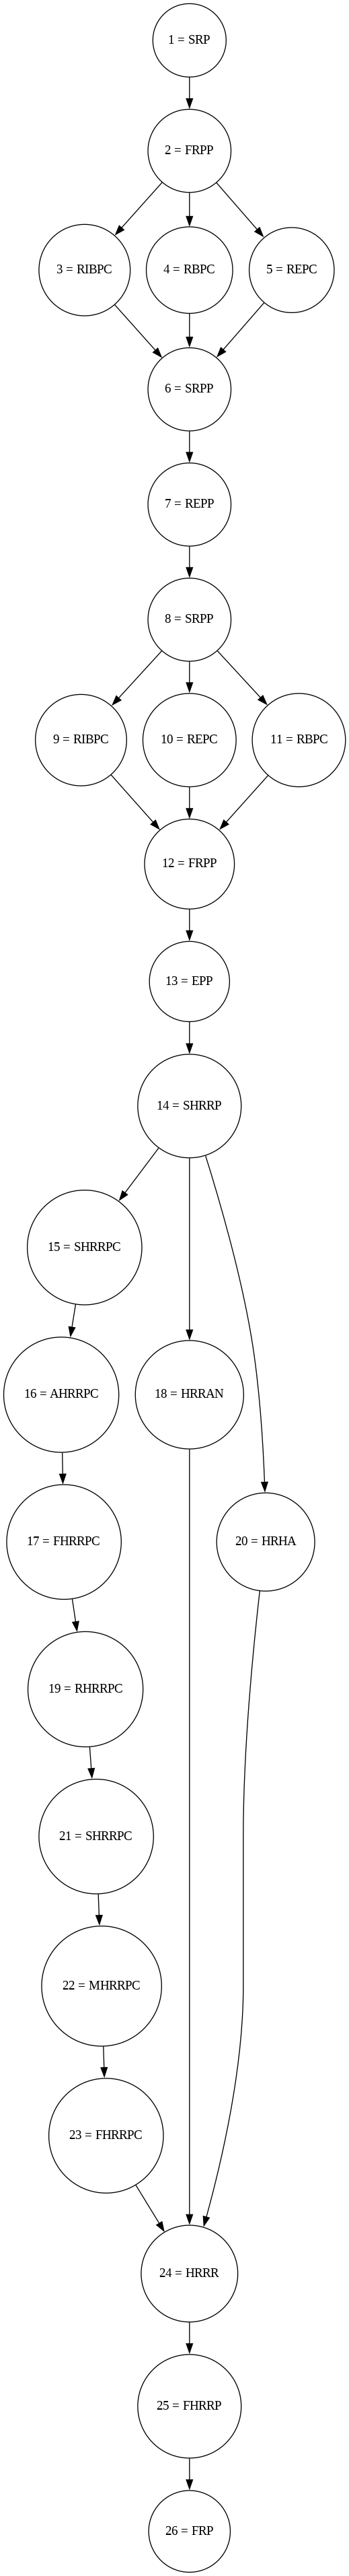 1 = SRP
2 = FRPP
3 = RIBPC
4 = RBPC
5 = REPC
6 = SRPP
7 = REPP
8 = SRPP
9 = RIBPC
10 = REPC
11 = RBPC
12 = FRPP
13 = EPP
14 = SHRRP
15 = SHRRPC
16 = AHRRPC
18 = HRRAN
17 = FHRRPC
20 = HRHA
19 = RHRRPC
21 = SHRRPC
22 = MHRRPC
23 = FHRRPC
24 = HRRR
25 = FHRRP
26 = FRP